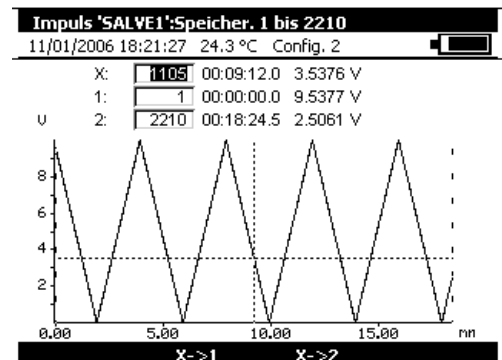 Impuls 'SALVE1':Speicher. 1 bis 2210
11/01/2006 18:21:27 24.3 °C Config. 2
X: 1105 00:09:12.0 3.5376 V
1: 1 00:00:00.0 9.5377 V
V 2: 2210 00:18:24.5 2.5061 V
8
6
4
2
0.00 5.00 10.00 15.00 mn
X->1 X->2